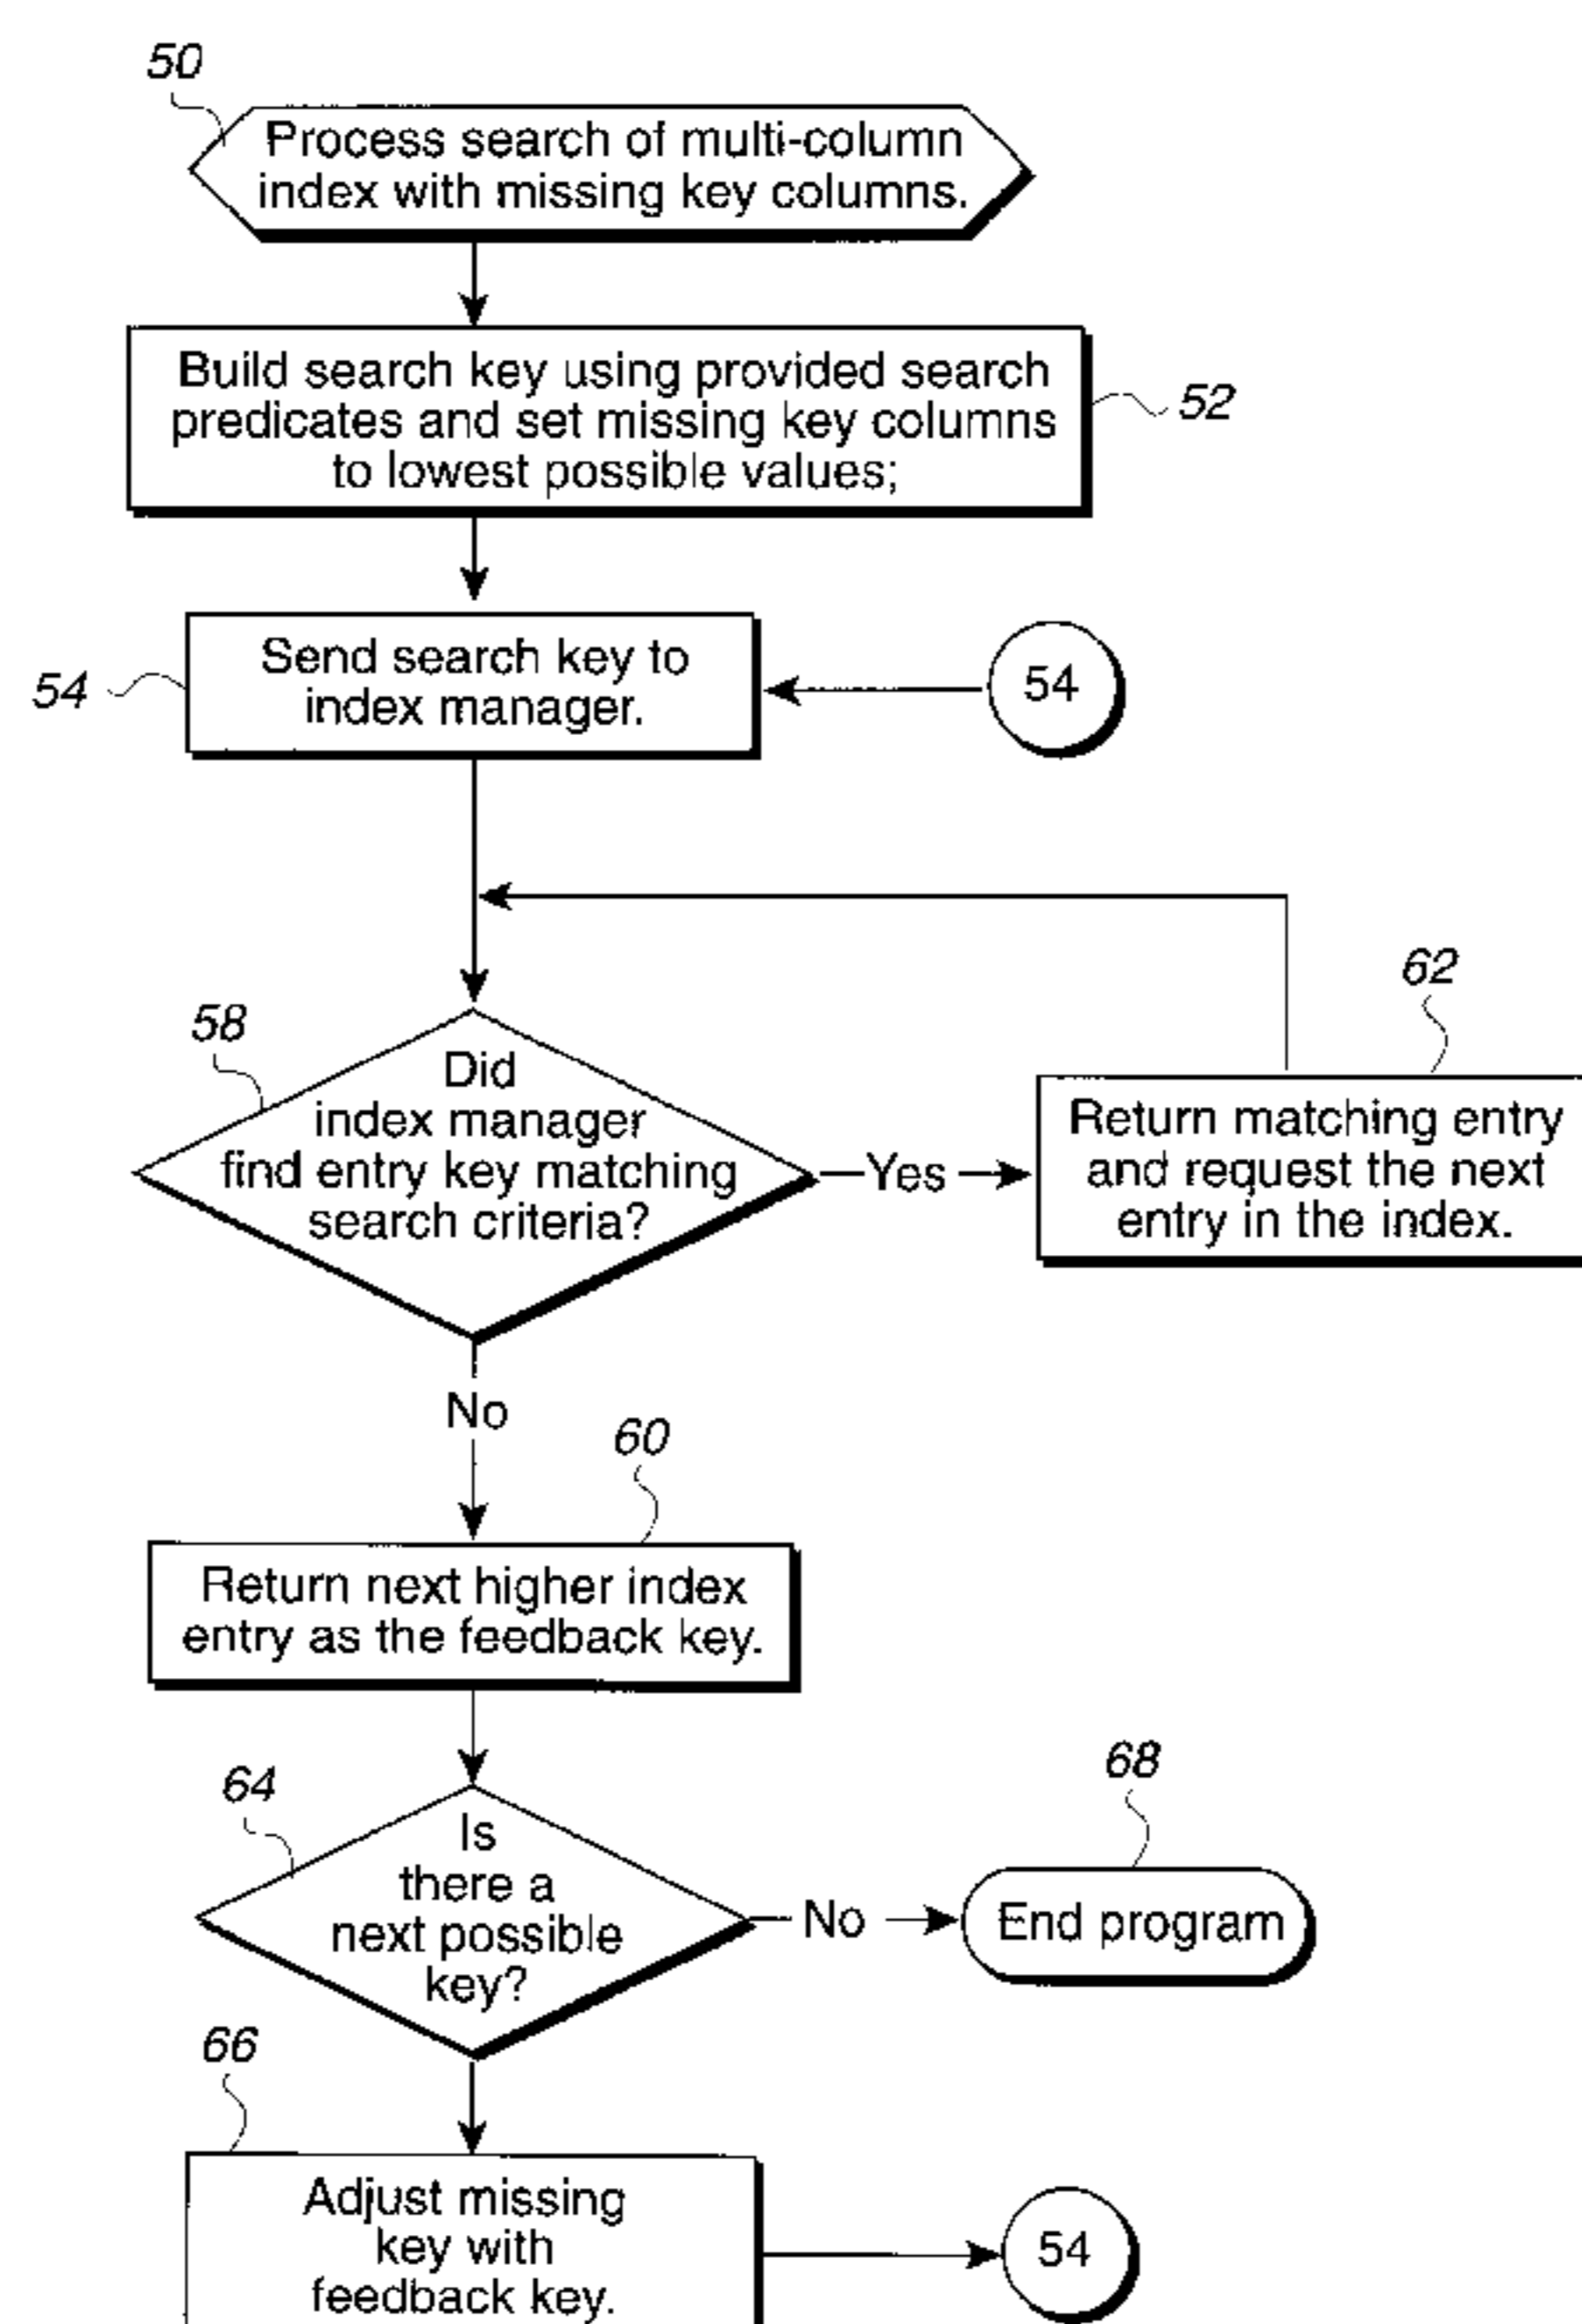 50
Process search of multi-column
index with missing key columns.
Build search key using provided search
predicates and set missing key columns
to lowest possible values;
52
54
Send search key to
index manager.
54
58
Did
index manager
find entry key matching
search criteria?
Yes
62
Return matching entry
and request the next
entry in the index.
No
60
Return next higher index
entry as the feedback key.
64
Is
there a
next possible
key?
No
68
End program
66
Adjust missing
key with
feedback key.
54